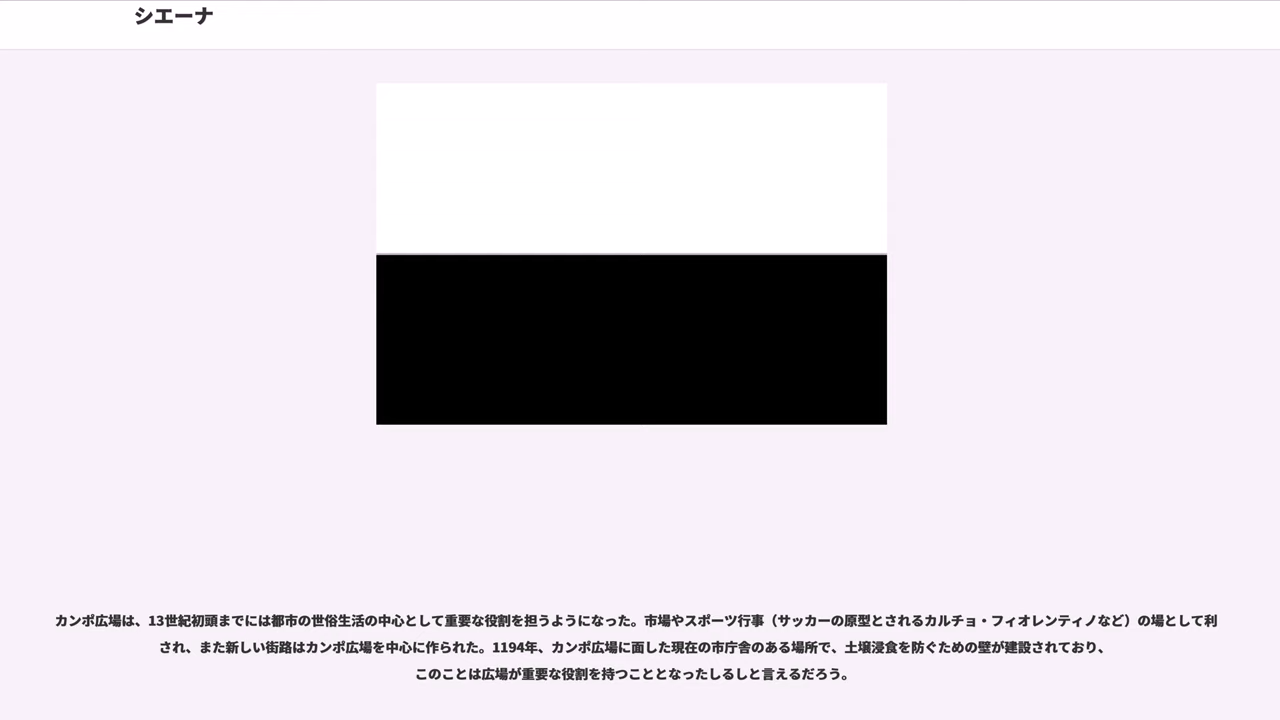 シエーナ
カンポ広場は、13世紀初頭までには都市の世俗生活の中心として重要な役割を担うようになった。市場やスポーツ行事（サッカーの原型とされるカルチョ・フィオレンティノなど）の場として利
され、また新しい街路はカンポ広場を中心に作られた。1194年、カンポ広場に面した現在の市庁舎のある場所で、土壌浸食を防ぐための壁が建設されており、
このことは広場が重要な役割を持つこととなったしるしと言えるだろう。